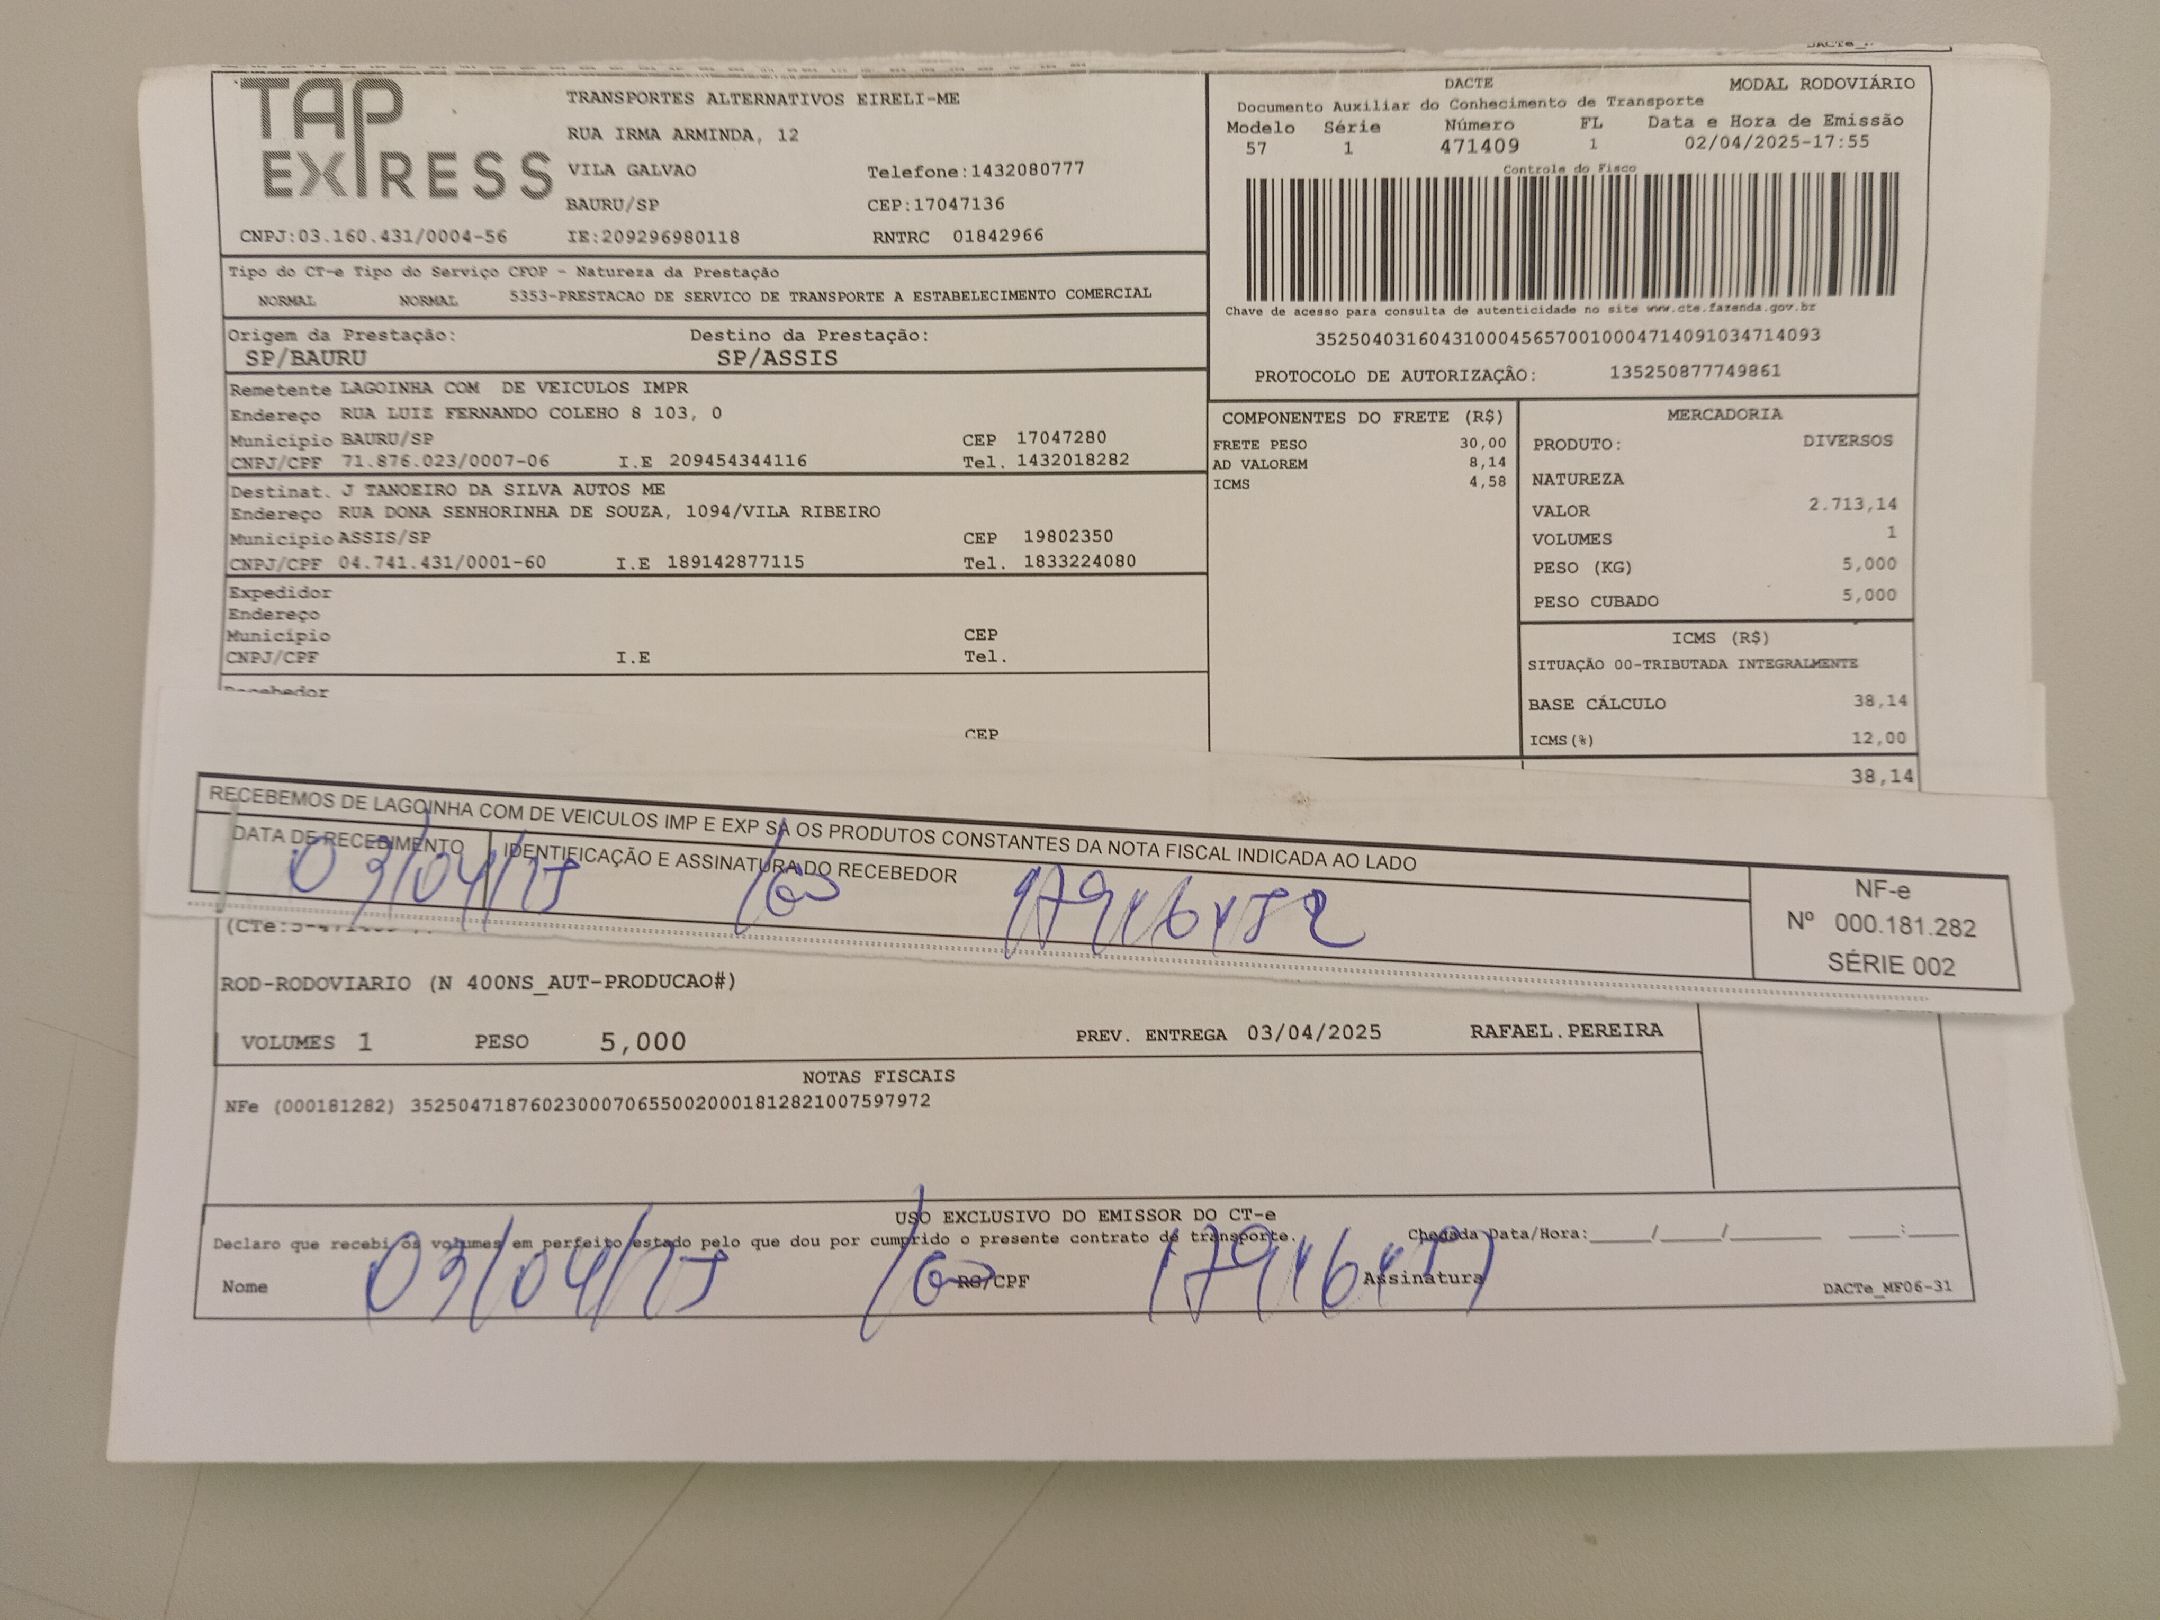 TAP EXPRESS
TRANSPORTES ALTERNATIVOS EIRELI-ME
RUA IRMA ARMINDA, 12
VILA GALVAO Telefone:1432080777
BAURU/SP CEP:17047136
CNPJ:03.160.431/0004-56 IE:209296980118 RNTRC 01842966
DACTE MODAL RODOVIÁRIO
Documento Auxiliar do Conhecimento de Transporte
Modelo Série Número FL Data e Hora de Emissão
57 1 471409 1 02/04/2025-17:55
Controle do Fisco
Chave de acesso para consulta de autenticidade no site www.cte.fazenda.gov.br
35250403160431000456570010004714091034714093
PROTOCOLO DE AUTORIZAÇÃO: 135250877749861
Tipo do CT-e Tipo do Serviço CFOP - Natureza da Prestação
NORMAL NORMAL 5353-PRESTACAO DE SERVICO DE TRANSPORTE A ESTABELECIMENTO COMERCIAL
Origem da Prestação: Destino da Prestação:
SP/BAURU SP/ASSIS
Remetente LAGOINHA COM DE VEICULOS IMPR
Endereço RUA LUIZ FERNANDO COLEHO 8 103, 0
Município BAURU/SP CEP 17047280
CNPJ/CPF 71.876.023/0007-06 I.E 209454344116 Tel. 1432018282
Destinat. J TANOEIRO DA SILVA AUTOS ME
Endereço RUA DONA SENHORINHA DE SOUZA, 1094/VILA RIBEIRO
Município ASSIS/SP CEP 19802350
CNPJ/CPF 04.741.431/0001-60 I.E 189142877115 Tel. 1833224080
Expedidor
Endereço
Município CEP
CNPJ/CPF I.E Tel.
Recebedor
CEP
COMPONENTES DO FRETE (R$)
FRETE PESO 30,00
AD VALOREM 8,14
ICMS 4,58
MERCADORIA
PRODUTO: DIVERSOS
NATUREZA
VALOR 2.713,14
VOLUMES 1
PESO (KG) 5,000
PESO CUBADO 5,000
ICMS (R$)
SITUAÇÃO 00-TRIBUTADA INTEGRALMENTE
BASE CÁLCULO 38,14
ICMS(%) 12,00
38,14
RECEBEMOS DE LAGOINHA COM DE VEICULOS IMP E EXP SA OS PRODUTOS CONSTANTES DA NOTA FISCAL INDICADA AO LADO
DATA DE RECEBIMENTO IDENTIFICAÇÃO E ASSINATURA DO RECEBEDOR
03/04/25
NF-e
Nº 000.181.282
SÉRIE 002
ROD-RODOVIARIO (N 400NS_AUT-PRODUCAO#)
VOLUMES 1 PESO 5,000 PREV. ENTREGA 03/04/2025 RAFAEL.PEREIRA
NOTAS FISCAIS
NFe (000181282) 35250471876023000706550020001812821007597972
USO EXCLUSIVO DO EMISSOR DO CT-e
Declaro que recebi os volumes em perfeito estado pelo que dou por cumprido o presente contrato de transporte. Chegada Data/Hora:_____/_____/________ ____:____
Nome 03/04/25 RG/CPF Assinatura DACTe_MF06-31